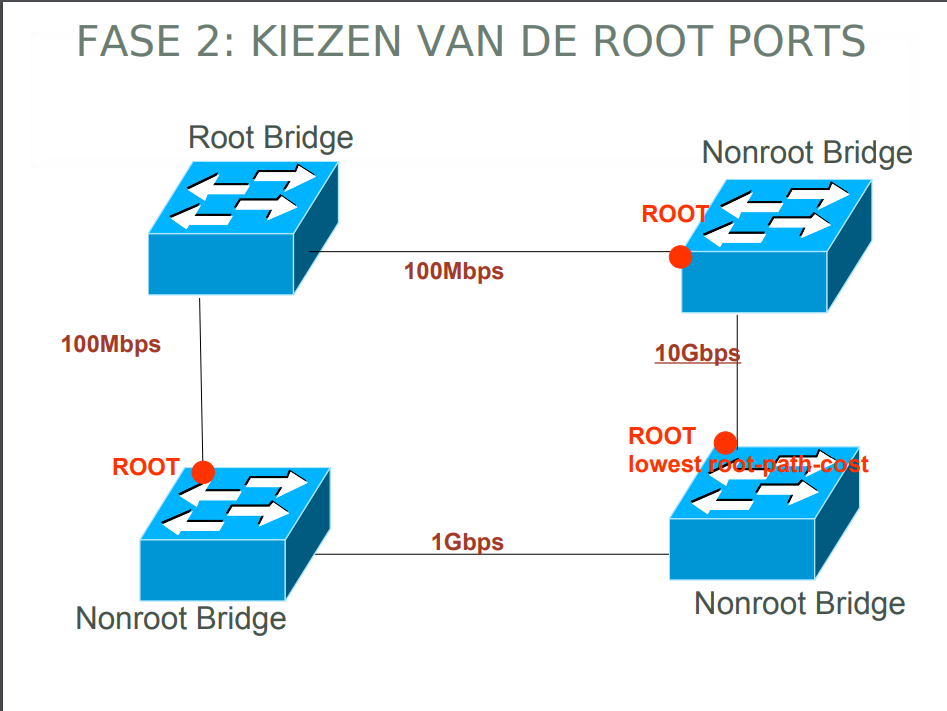 FASE 2: KIEZEN VAN DE ROOT PORTS
Root Bridge
Nonroot Bridge
ROOT
100Mbps
100Mbps
10Gbps
ROOT
lowest root-path-cost
ROOT
1Gbps
Nonroot Bridge
Nonroot Bridge